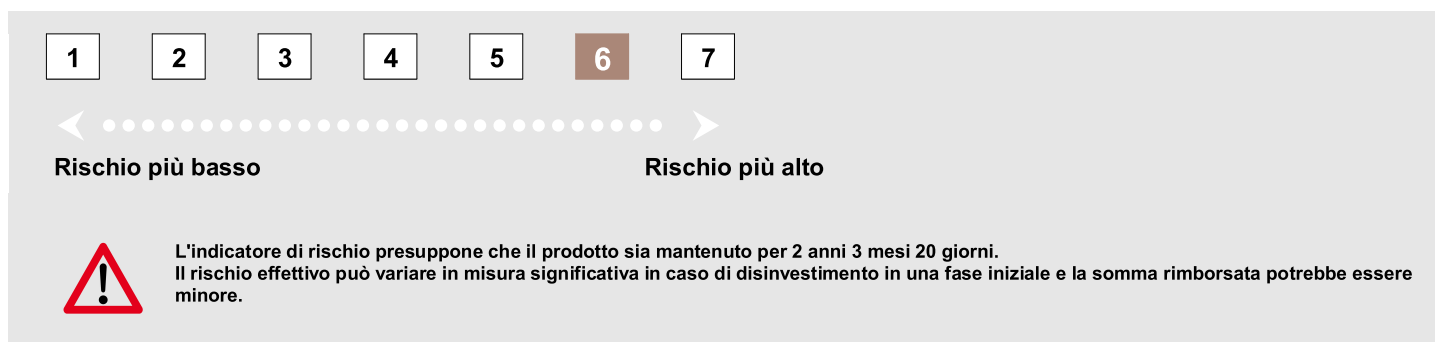 1 2 3 4 5 6 7
Rischio più basso Rischio più alto
L'indicatore di rischio presuppone che il prodotto sia mantenuto per 2 anni 3 mesi 20 giorni.
Il rischio effettivo può variare in misura significativa in caso di disinvestimento in una fase iniziale e la somma rimborsata potrebbe essere
minore.